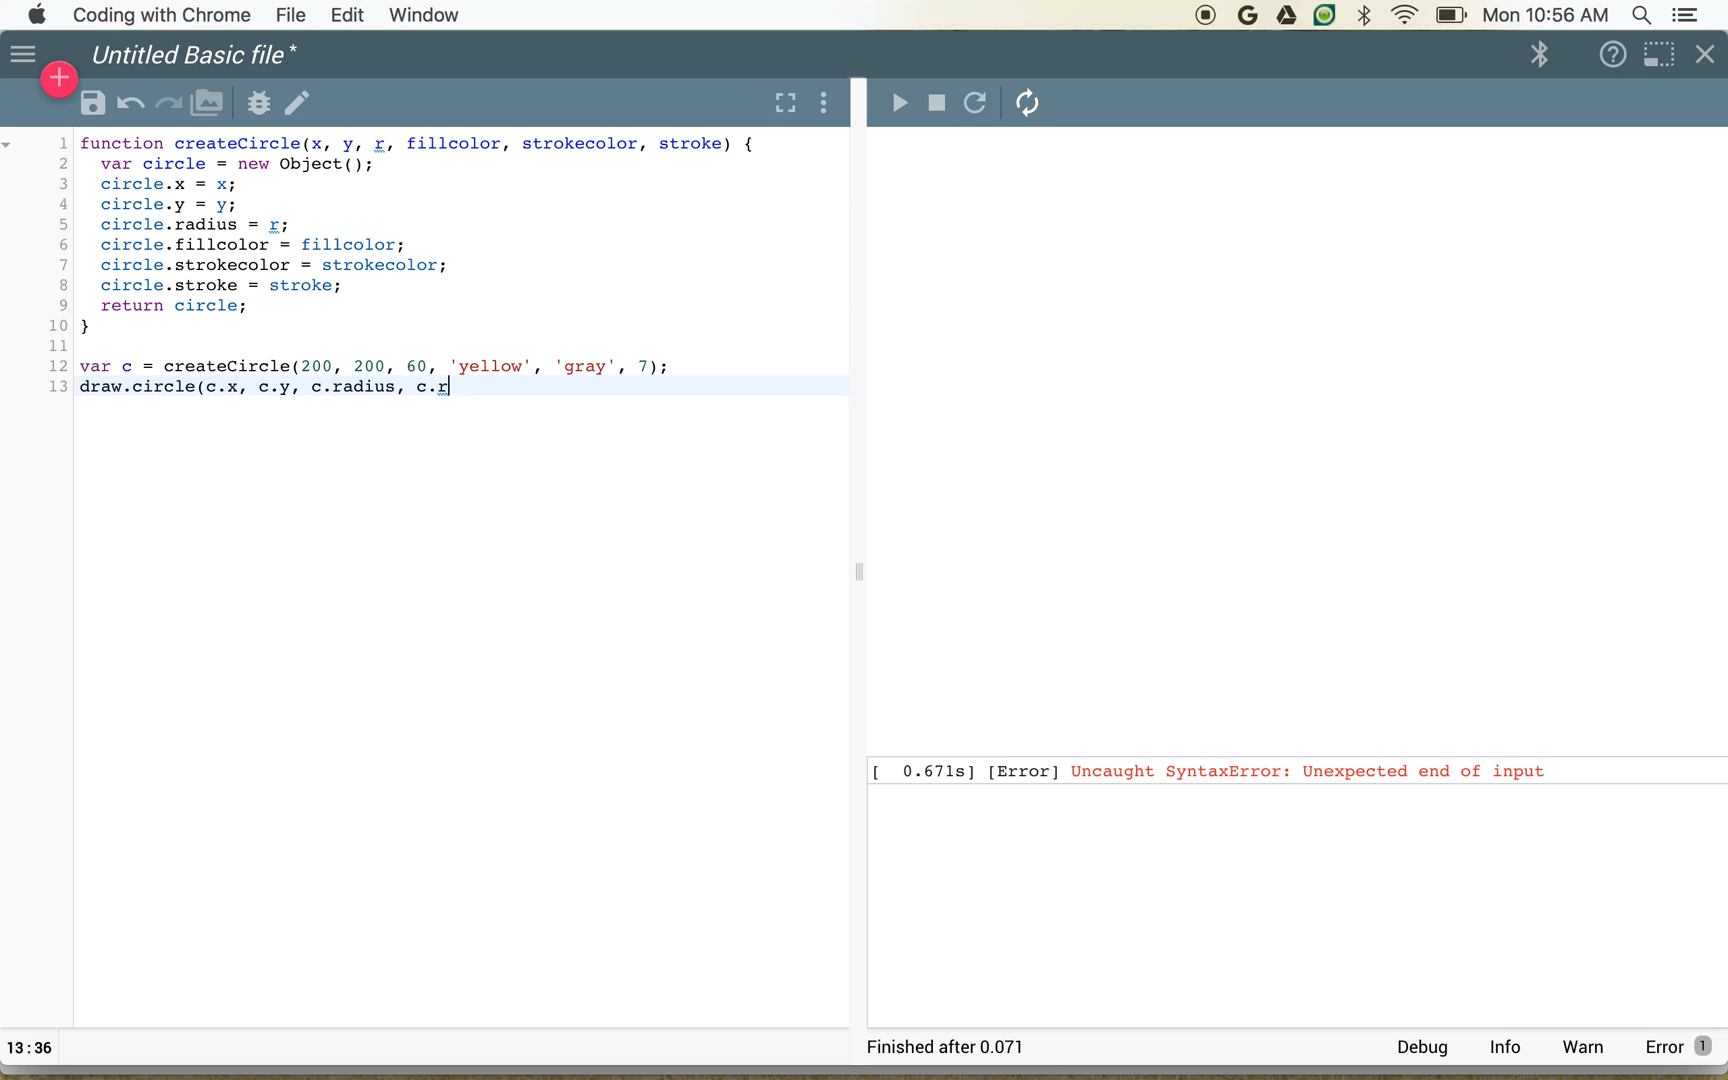 Coding with Chrome File Edit Window Mon 10:56 AM
Untitled Basic file*
1 function createCircle(x, y, r, fillcolor, strokecolor, stroke) {
2 var circle = new Object();
3 circle.x = x;
4 circle.y = y;
5 circle.radius = r;
6 circle.fillcolor = fillcolor;
7 circle.strokecolor = strokecolor;
8 circle.stroke = stroke;
9 return circle;
10 }
11
12 var c = createCircle(200, 200, 60, 'yellow', 'gray', 7);
13 draw.circle(c.x, c.y, c.radius, c.r
[ 0.671s] [Error] Uncaught SyntaxError: Unexpected end of input
13:36 Finished after 0.071 Debug Info Warn Error 1